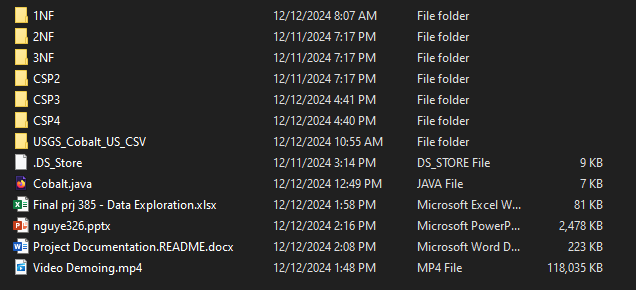 1NF 12/12/2024 8:07 AM File folder
2NF 12/11/2024 7:17 PM File folder
3NF 12/11/2024 7:17 PM File folder
CSP2 12/11/2024 7:17 PM File folder
CSP3 12/12/2024 4:41 PM File folder
CSP4 12/12/2024 4:40 PM File folder
USGS_Cobalt_US_CSV 12/12/2024 10:55 AM File folder
.DS_Store 12/11/2024 3:14 PM DS_STORE File 9 KB
Cobalt.java 12/12/2024 12:49 PM JAVA File 7 KB
Final prj 385 - Data Exploration.xlsx 12/12/2024 1:58 PM Microsoft Excel W... 81 KB
nguye326.pptx 12/12/2024 2:16 PM Microsoft PowerP... 2,478 KB
Project Documentation.README.docx 12/12/2024 2:08 PM Microsoft Word D... 223 KB
Video Demoing.mp4 12/12/2024 1:48 PM MP4 File 118,035 KB